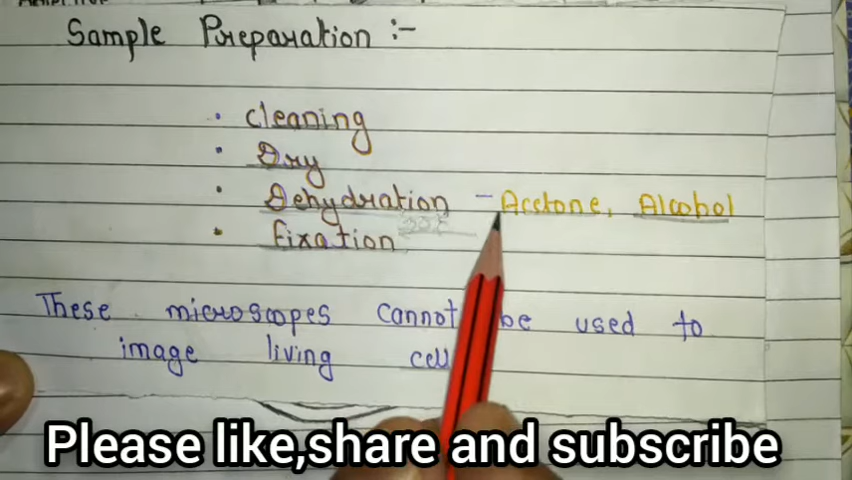 Sample Preparation :-
• cleaning
• Dry
• Dehydration - Acetone, Alcohol
• fixation
These microscopes cannot be used to
image living cell
Please like,share and subscribe